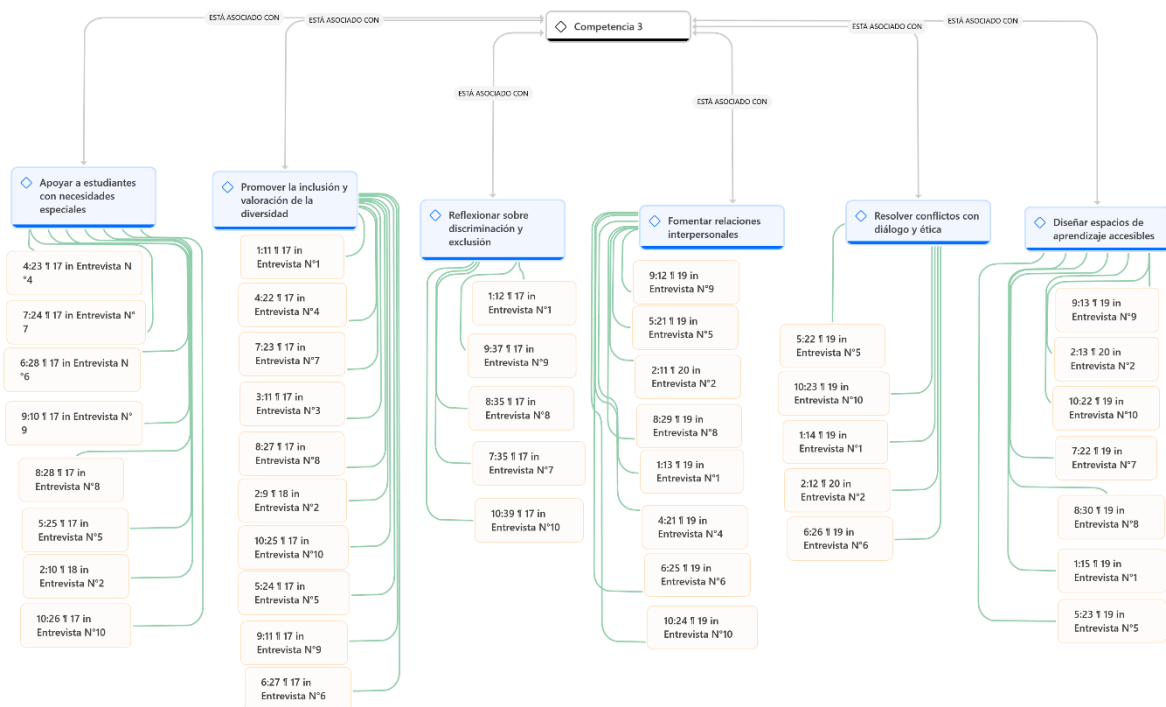 ESTÁ ASOCIADO CON
ESTÁ ASOCIADO CON
Competencia 3
ESTÁ ASOCIADO CON
ESTÁ ASOCIADO CON
ESTÁ ASOCIADO CON
ESTÁ ASOCIADO CON
Apoyar a estudiantes
con necesidades
especiales
4:23 ¶ 17 in Entrevista N
°4
7:24 ¶ 17 in Entrevista N°
7
6:28 ¶ 17 in Entrevista N
°6
9:10 ¶ 17 in Entrevista N°
9
8:28 ¶ 17 in
Entrevista N°8
5:25 ¶ 17 in
Entrevista N°5
2:10 ¶ 18 in
Entrevista N°2
10:26 ¶ 17 in
Entrevista N°10
Promover la inclusión y
valoración de la
diversidad
1:11 ¶ 17 in
Entrevista N°1
4:22 ¶ 17 in
Entrevista N°4
7:23 ¶ 17 in
Entrevista N°7
3:11 ¶ 17 in
Entrevista N°3
8:27 ¶ 17 in
Entrevista N°8
2:9 ¶ 18 in
Entrevista N°2
10:25 ¶ 17 in
Entrevista N°10
5:24 ¶ 17 in
Entrevista N°5
9:11 ¶ 17 in
Entrevista N°9
6:27 ¶ 17 in
Entrevista N°6
Reflexionar sobre
discriminación y
exclusión
1:12 ¶ 17 in
Entrevista N°1
9:37 ¶ 17 in
Entrevista N°9
8:35 ¶ 17 in
Entrevista N°8
7:35 ¶ 17 in
Entrevista N°7
10:39 ¶ 17 in
Entrevista N°10
Fomentar relaciones
interpersonales
9:12 ¶ 19 in
Entrevista N°9
5:21 ¶ 19 in
Entrevista N°5
2:11 ¶ 20 in
Entrevista N°2
8:29 ¶ 19 in
Entrevista N°8
1:13 ¶ 19 in
Entrevista N°1
4:21 ¶ 19 in
Entrevista N°4
6:25 ¶ 19 in
Entrevista N°6
10:24 ¶ 19 in
Entrevista N°10
Resolver conflictos con
diálogo y ética
5:22 ¶ 19 in
Entrevista N°5
10:23 ¶ 19 in
Entrevista N°10
1:14 ¶ 19 in
Entrevista N°1
2:12 ¶ 20 in
Entrevista N°2
6:26 ¶ 19 in
Entrevista N°6
Diseñar espacios de
aprendizaje accesibles
9:13 ¶ 19 in
Entrevista N°9
2:13 ¶ 20 in
Entrevista N°2
10:22 ¶ 19 in
Entrevista N°10
7:22 ¶ 19 in
Entrevista N°7
8:30 ¶ 19 in
Entrevista N°8
1:15 ¶ 19 in
Entrevista N°1
5:23 ¶ 19 in
Entrevista N°5